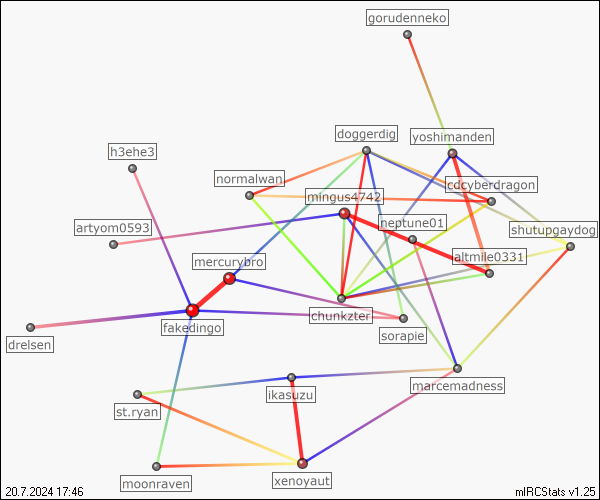 gorudenneko
doggerdig
yoshimanden
h3ehe3
normalwan
cdcyberdragon
mingus4742
artyom0593
neptune01
shutupgaydog
mercurybro
altmile0331
chunkzter
fakedingo
sorapie
drelsen
marcemadness
ikasuzu
st.ryan
moonraven
xenoyaut
20.7.2024 17:46
mIRCStats v1.25